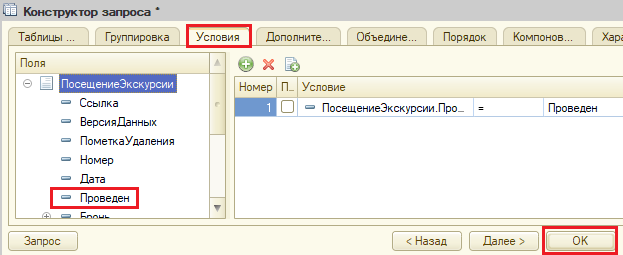 Конструктор запроса *
Таблицы ... Группировка Условия Дополните... Объедине... Порядок Компонов... Хара
Поля
ПосещениеЭкскурсии
Ссылка
ВерсияДанных
ПометкаУдаления
Номер
Дата
Проведен
Бронь
Номер П... Условие
1 ПосещениеЭкскурсии.Про... = Проведен
Запрос < Назад Далее > OK